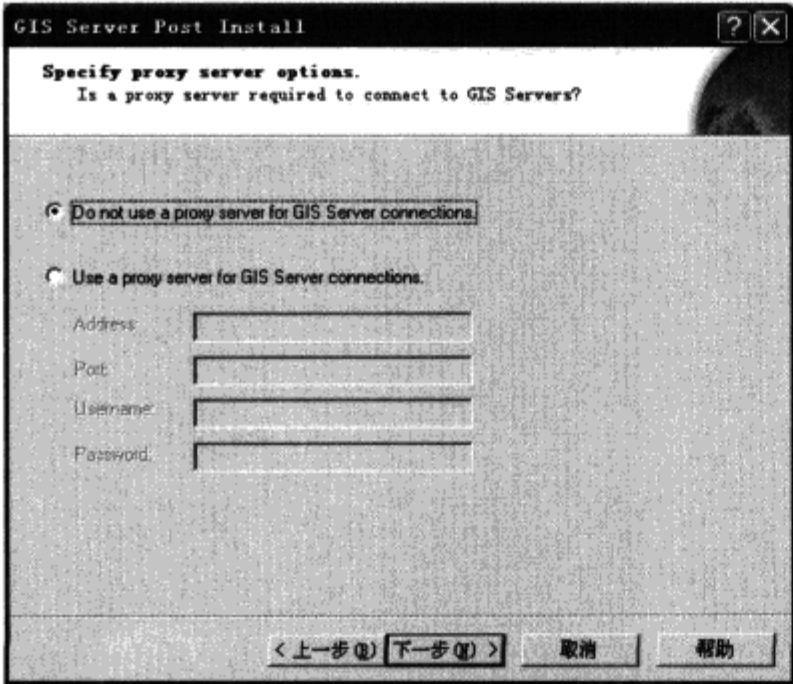 GIS Server Post Install
Specify proxy server options.
Is a proxy server required to connect to GIS Servers?
Do not use a proxy server for GIS Server connections.
Use a proxy server for GIS Server connections.
Address:
Port:
Username:
Password:
< 上一步(B) 下一步(N) > 取消 帮助